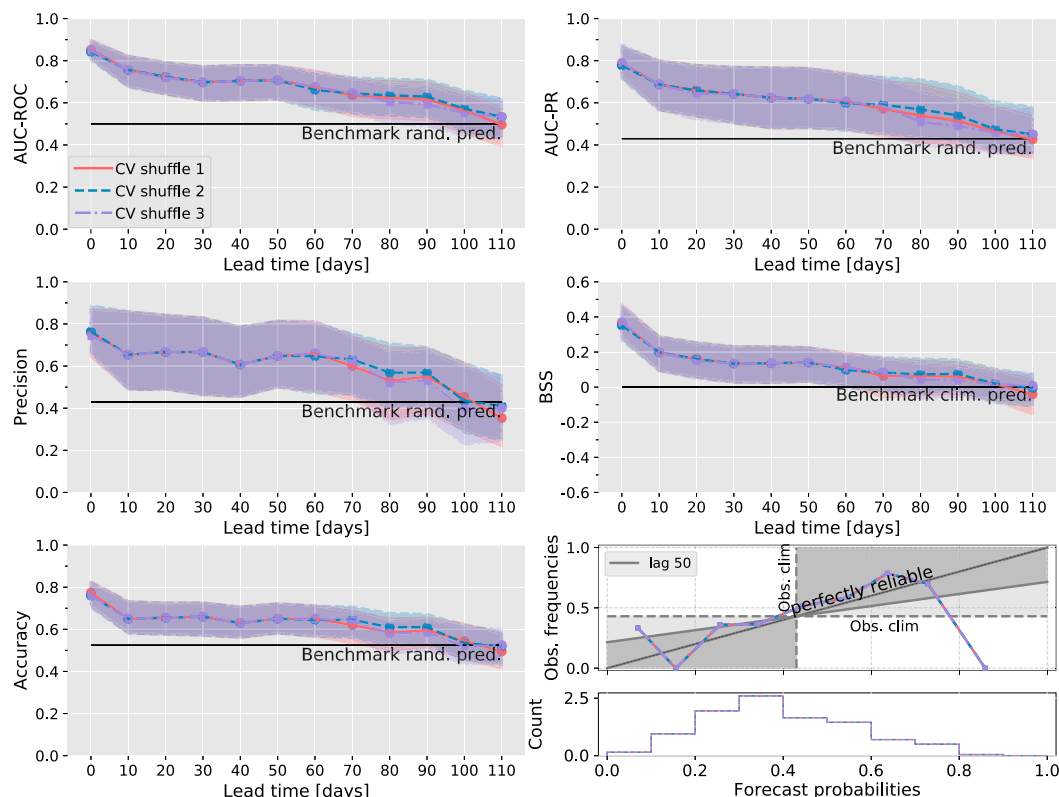 1.0
0.8
0.6
0.4
0.2
0.0
AUC-ROC
Benchmark rand. pred.
CV shuffle 1
CV shuffle 2
CV shuffle 3
0 10 20 30 40 50 60 70 80 90 100 110
Lead time [days]
1.0
0.8
0.6
0.4
0.2
0.0
AUC-PR
Benchmark rand. pred.
0 10 20 30 40 50 60 70 80 90 100 110
Lead time [days]
1.0
0.8
0.6
0.4
0.2
0.0
Precision
Benchmark rand. pred.
0 10 20 30 40 50 60 70 80 90 100 110
Lead time [days]
0.6
0.4
0.2
0
-0.2
-0.4
-0.6
BSS
Benchmark clim. pred.
0 10 20 30 40 50 60 70 80 90 100 110
Lead time [days]
1.0
0.8
0.6
0.4
0.2
0.0
Accuracy
Benchmark rand. pred.
0 10 20 30 40 50 60 70 80 90 100 110
Lead time [days]
1.0
0.5
0.0
Obs. frequencies
lag 50
Obs. clim
perfectly reliable
Obs. clim
2.5
0.0
Count
0.0 0.2 0.4 0.6 0.8 1.0
Forecast probabilities